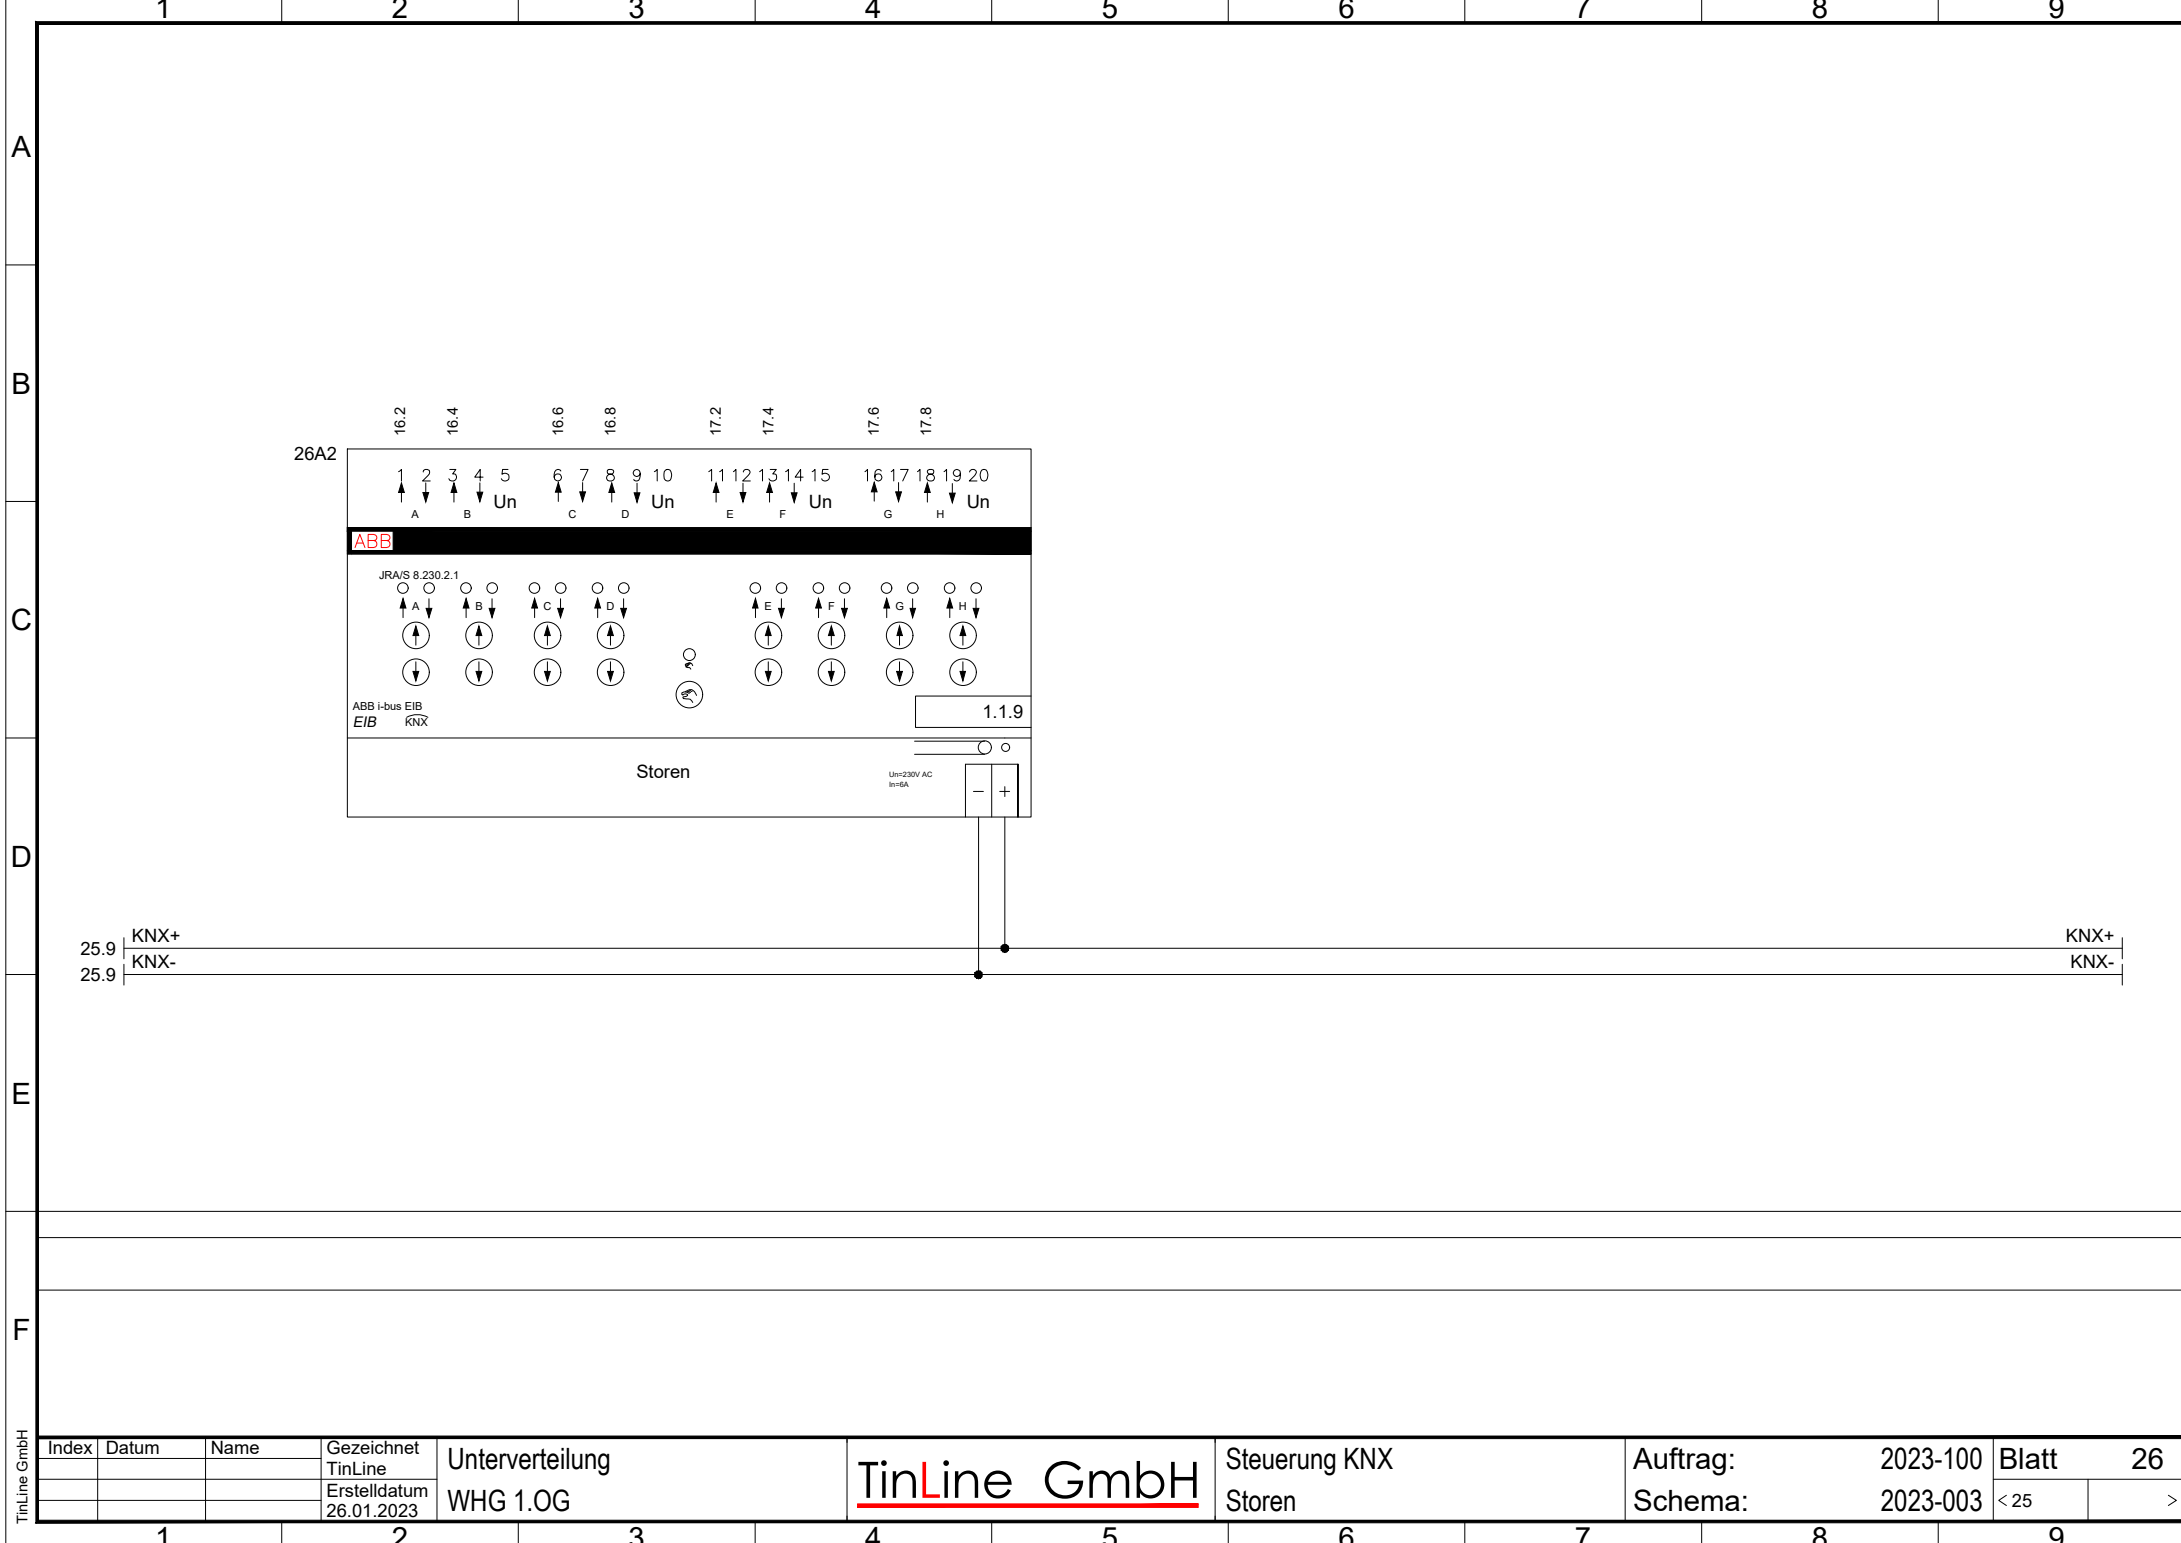 1 2 3 4 5 6 7 8 9
A
B
C
D
E
F
16.2 16.4 16.6 16.8 17.2 17.4 17.6 17.8
26A2
1 2 3 4 5 6 7 8 9 10 11 12 13 14 15 16 17 18 19 20
Un Un Un Un
A B C D E F G H
ABB
JRA/S 8.230.2.1
A B C D E F G H
ABB i-bus EIB
EIB KNX
1.1.9
Storen
Un=230V AC
In=6A
- +
25.9 KNX+ KNX+
25.9 KNX- KNX-
TinLine GmbH
Index Datum Name Gezeichnet
TinLine
Erstelldatum
26.01.2023
Unterverteilung
WHG 1.OG
TinLine GmbH
Steuerung KNX
Storen
Auftrag: 2023-100
Schema: 2023-003
Blatt 26
< 25 >
1 2 3 4 5 6 7 8 9